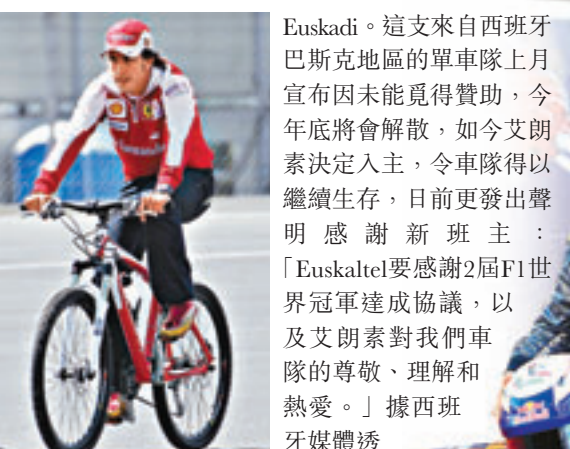 Euskadi。這支來自西班牙
巴斯克地區的單車隊上月
宣布因未能覓得贊助，今
年底將會解散，如今艾朗
素決定入主，令車隊得以
繼續生存，日前更發出聲
明感謝新班主：
「Euskaltel要感謝2屆F1世
界冠軍達成協議，以
及艾朗素對我們車
隊的尊敬、理解和
熱愛。」據西班
牙媒體透